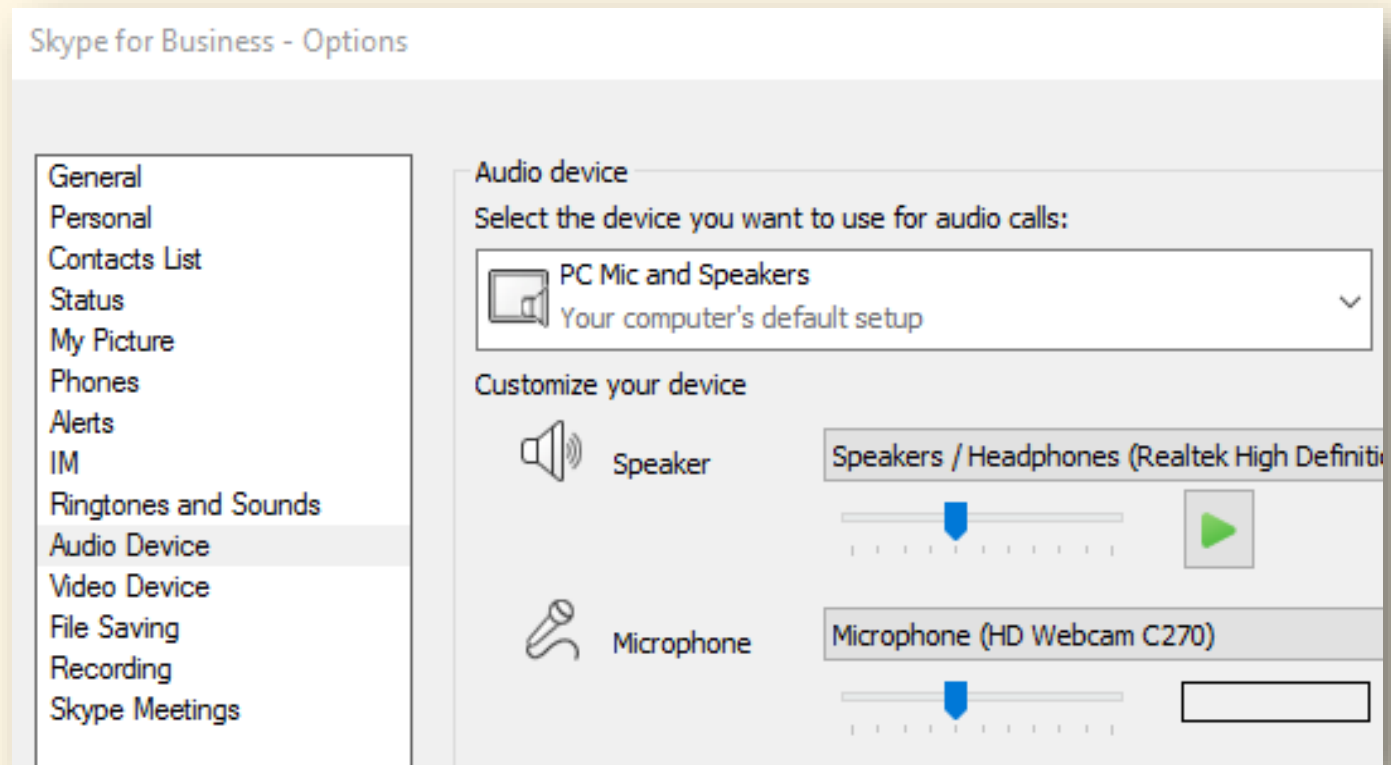 Skype for Business - Options
General
Personal
Contacts List
Status
My Picture
Phones
Alerts
IM
Ringtones and Sounds
Audio Device
Video Device
File Saving
Recording
Skype Meetings
Audio device
Select the device you want to use for audio calls:
PC Mic and Speakers
Your computer's default setup
Customize your device
Speaker
Speakers / Headphones (Realtek High Definiti
Microphone
Microphone (HD Webcam C270)